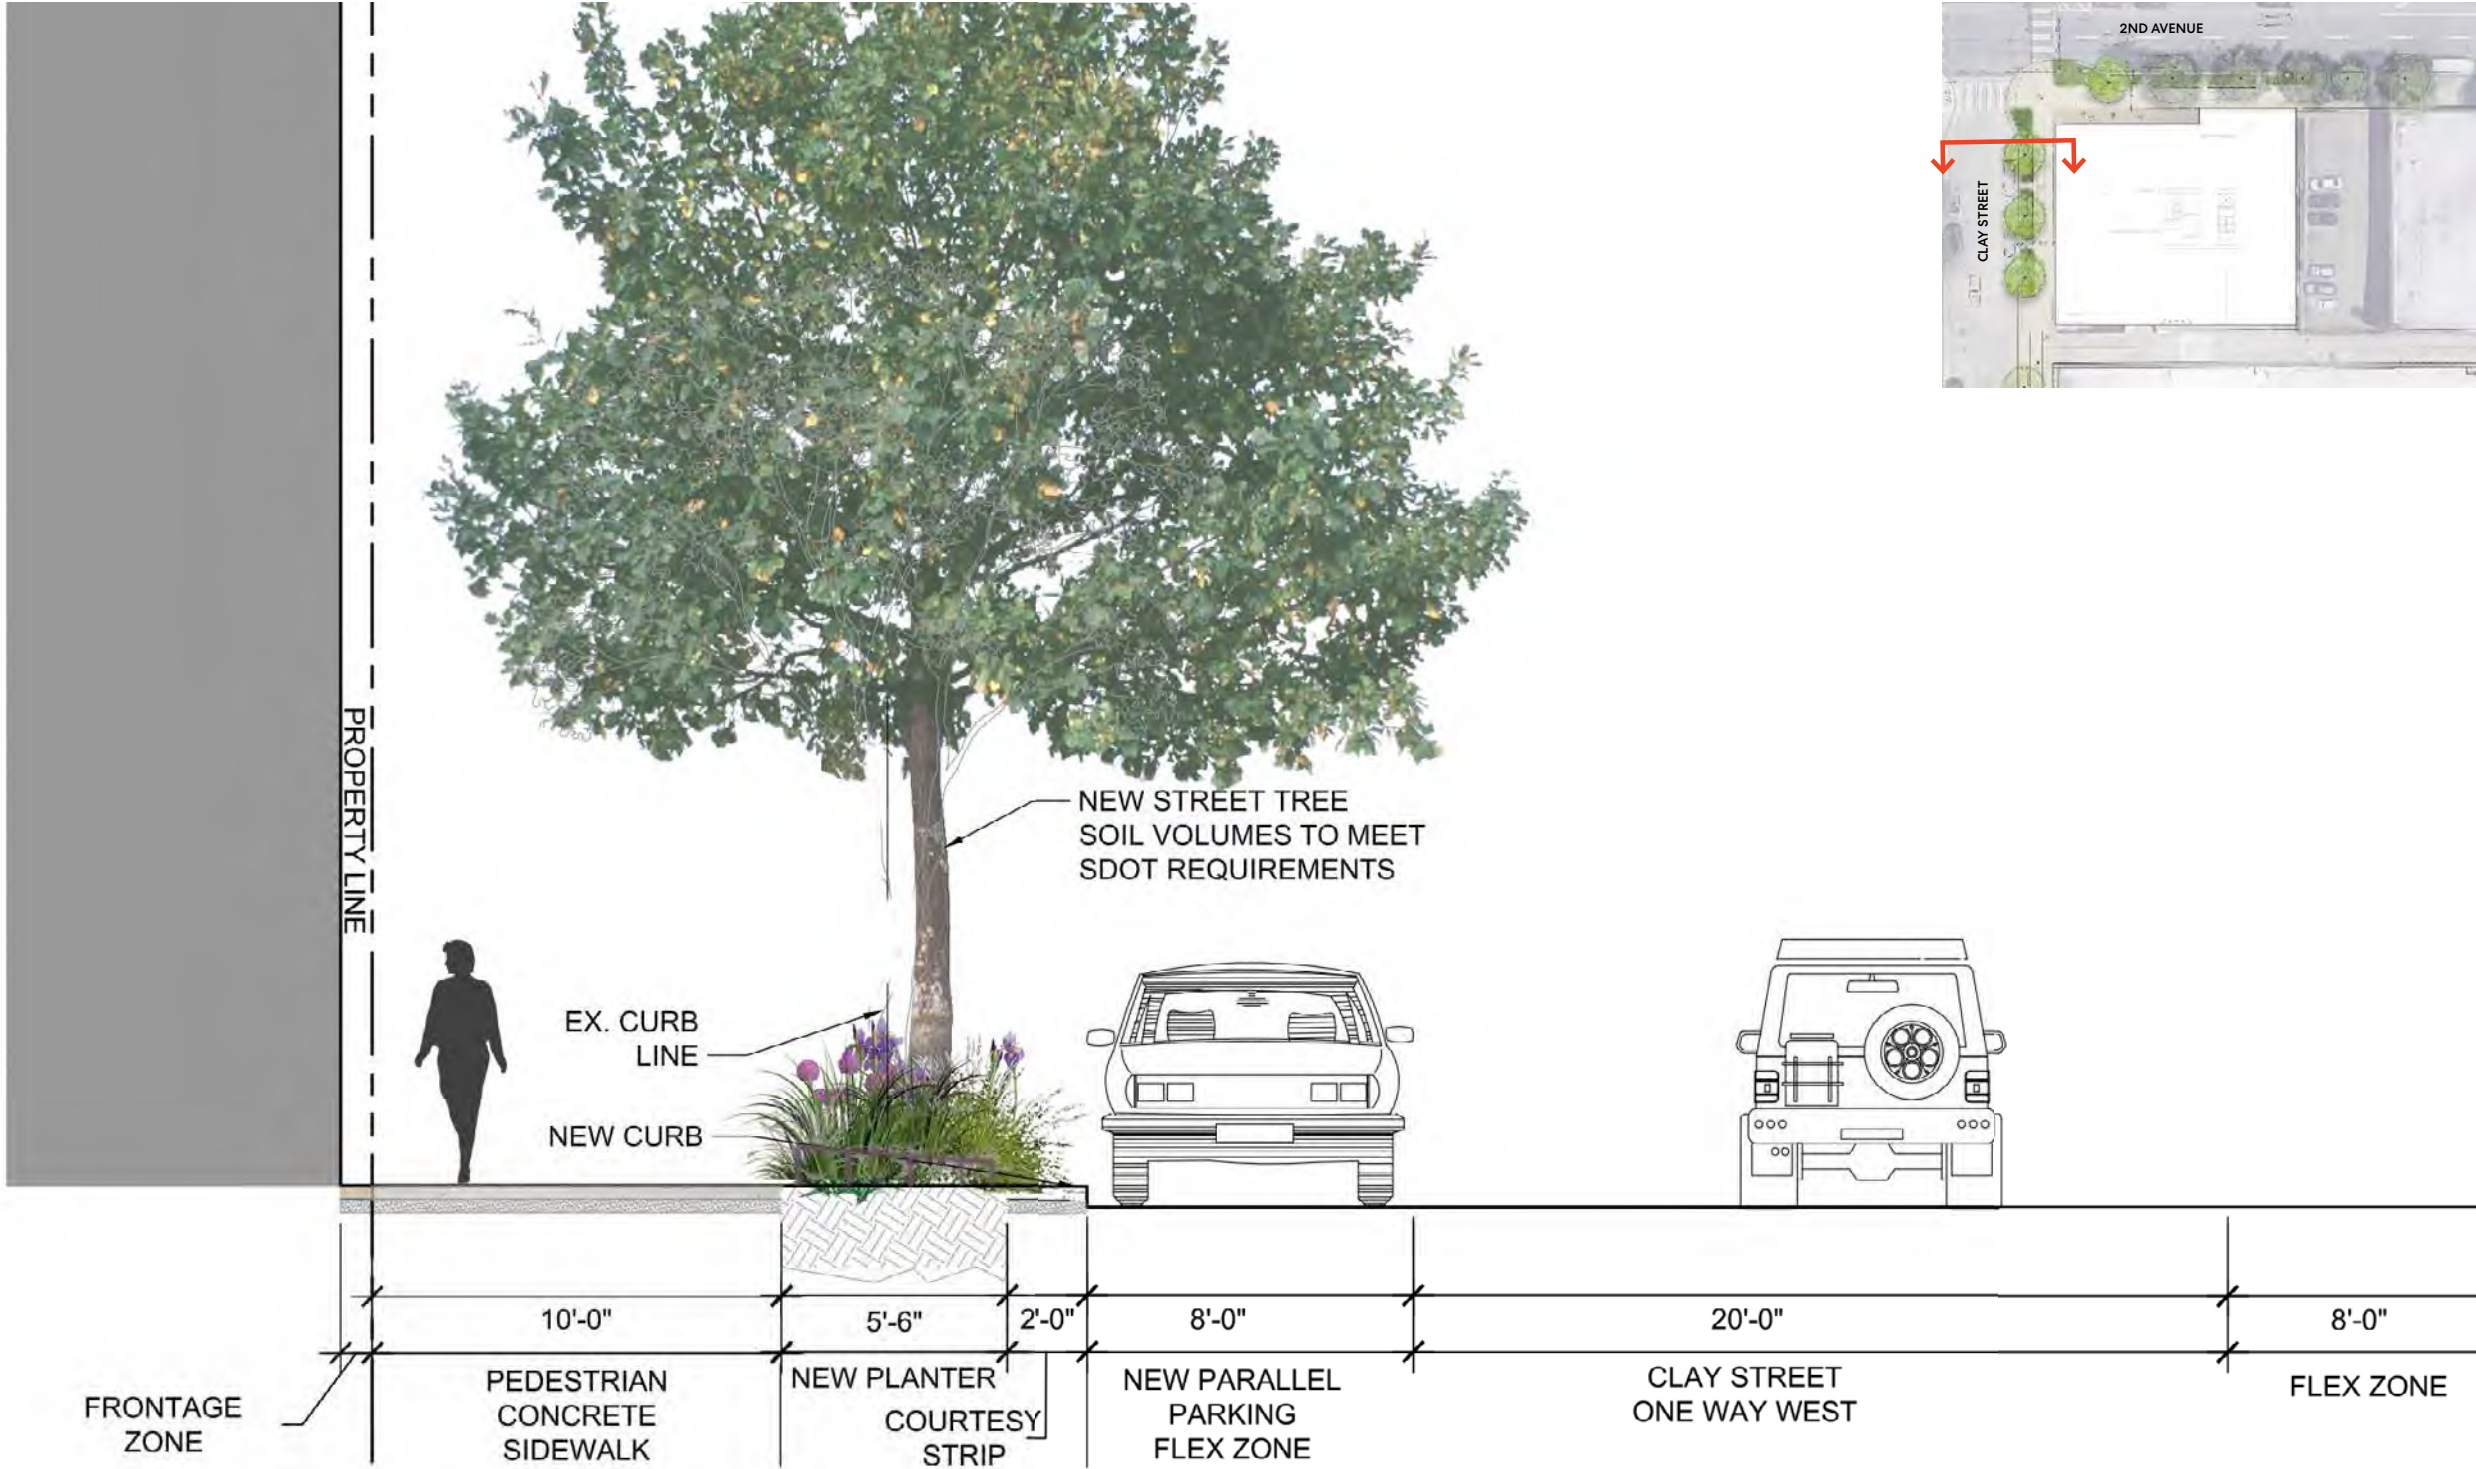 2ND AVENUE
CLAY STREET
PROPERTY LINE
NEW STREET TREE
SOIL VOLUMES TO MEET
SDOT REQUIREMENTS
EX. CURB
LINE
NEW CURB
10'-0"
5'-6"
2'-0"
8'-0"
20'-0"
8'-0"
FRONTAGE
ZONE
PEDESTRIAN
CONCRETE
SIDEWALK
NEW PLANTER
COURTESY
STRIP
NEW PARALLEL
PARKING
FLEX ZONE
CLAY STREET
ONE WAY WEST
FLEX ZONE